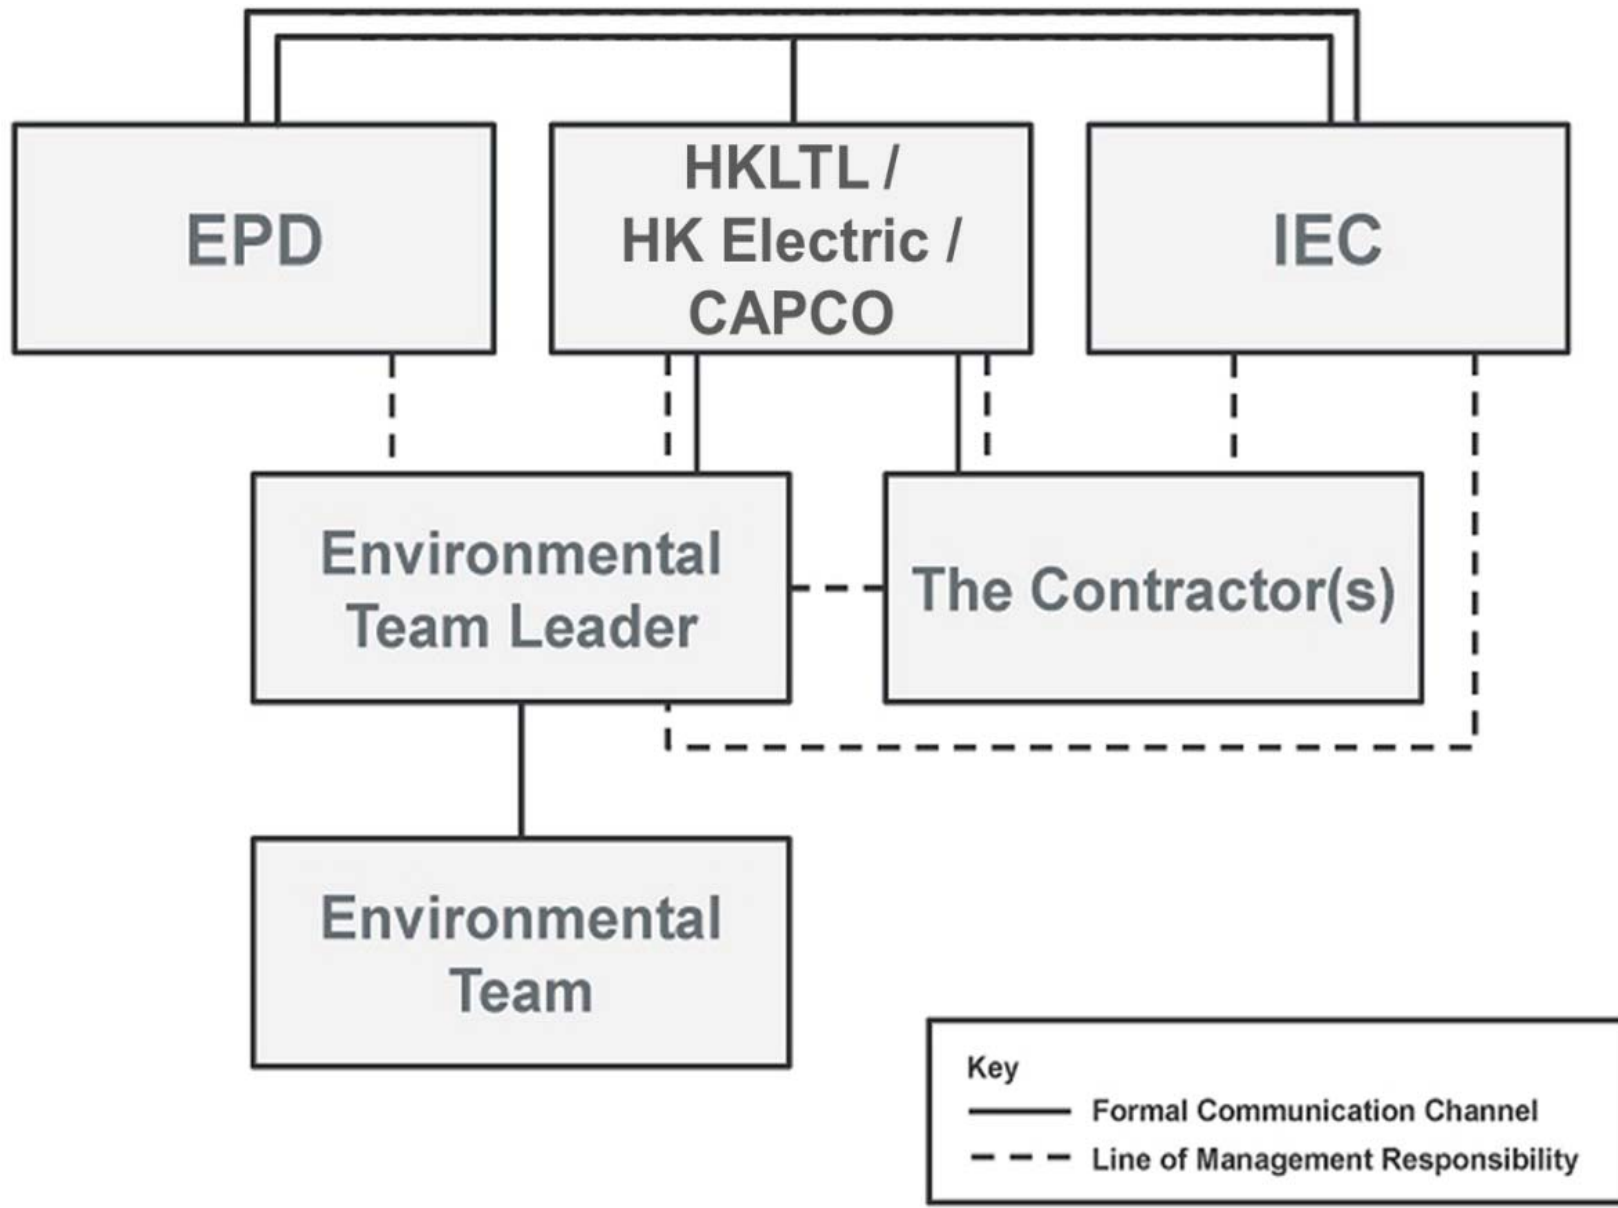 EPD
HKLTL /
HK Electric /
CAPCO
IEC
Environmental
Team Leader
The Contractor(s)
Environmental
Team
Key
Formal Communication Channel
Line of Management Responsibility